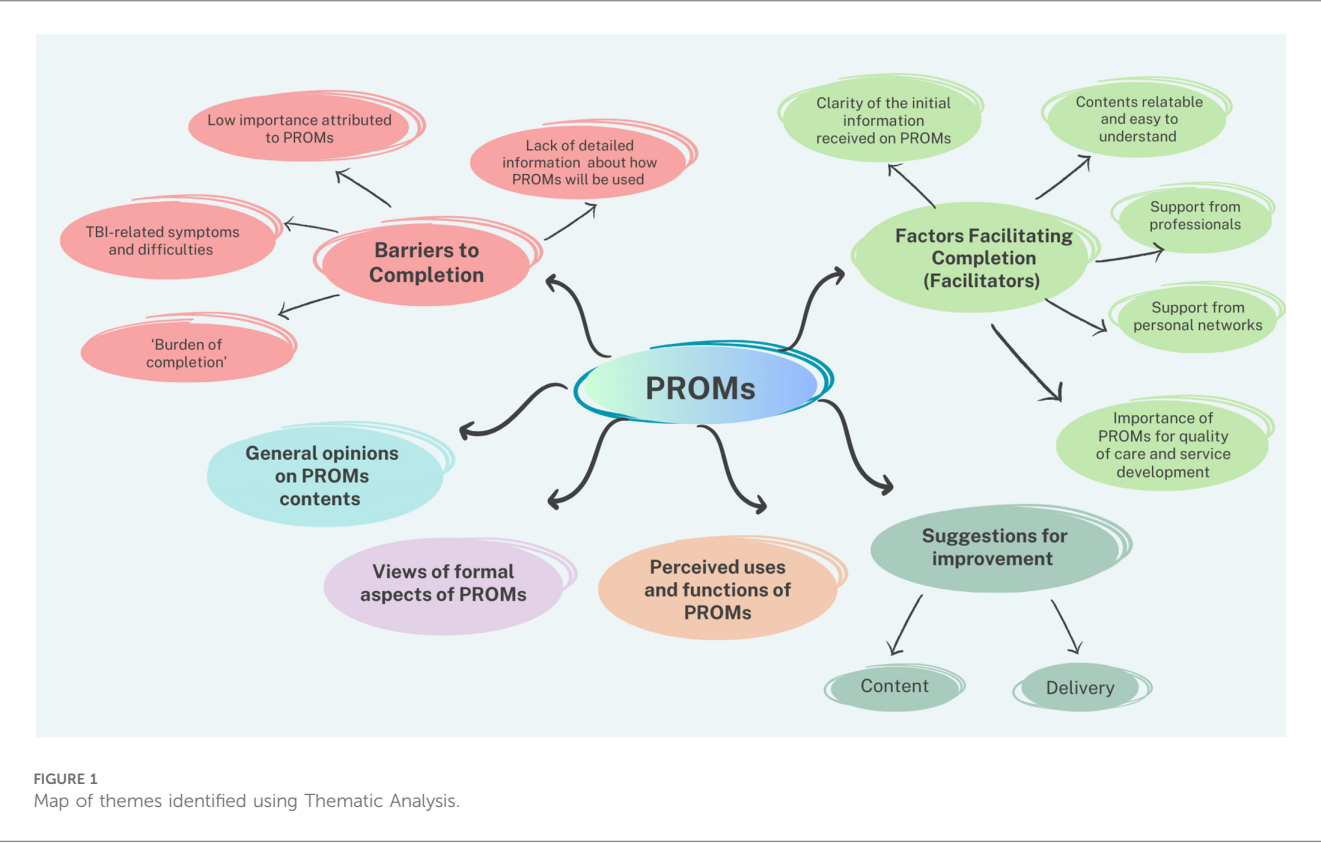 Low importance attributed
to PROMs
Lack of detailed
information about how
PROMs will be used
TBI-related symptoms
and difficulties
Barriers to
Completion
'Burden of
completion'
Clarity of the initial
information
received on PROMs
Contents relatable
and easy to
understand
Factors Facilitating
Completion
(Facilitators)
Support from
professionals
Support from
personal networks
Importance of
PROMs for quality
of care and service
development
PROMs
General opinions
on PROMs
contents
Views of formal
aspects of PROMs
Perceived uses
and functions of
PROMs
Suggestions for
improvement
Content
Delivery
FIGURE 1
Map of themes identified using Thematic Analysis.